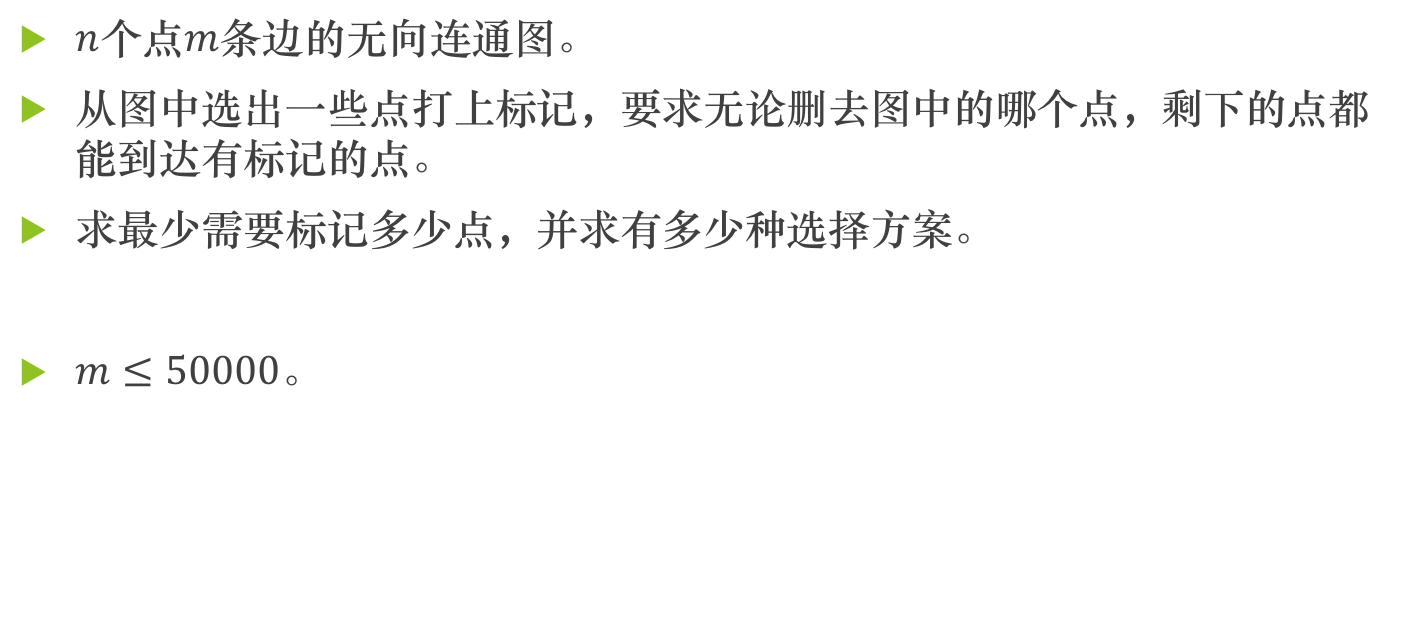 n个点m条边的无向连通图。
从图中选出一些点打上标记，要求无论删去图中的哪个点，剩下的点都
能到达有标记的点。
求最少需要标记多少点，并求有多少种选择方案。
m ≤ 50000。